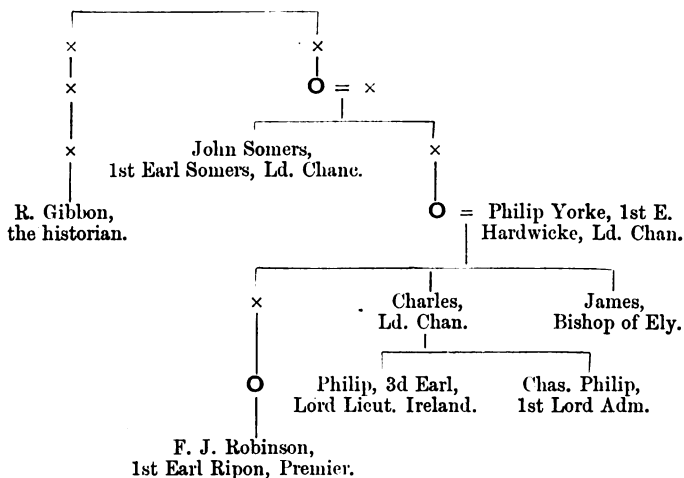 × ×
× O = ×
× John Somers, ×
1st Earl Somers, Ld. Chanc.
R. Gibbon, O = Philip Yorke, 1st E.
the historian. Hardwicke, Ld. Chan.
× Charles, James,
Ld. Chan. Bishop of Ely.
O Philip, 3d Earl, Chas. Philip,
Lord Lieut. Ireland. 1st Lord Adm.
F. J. Robinson,
1st Earl Ripon, Premier.